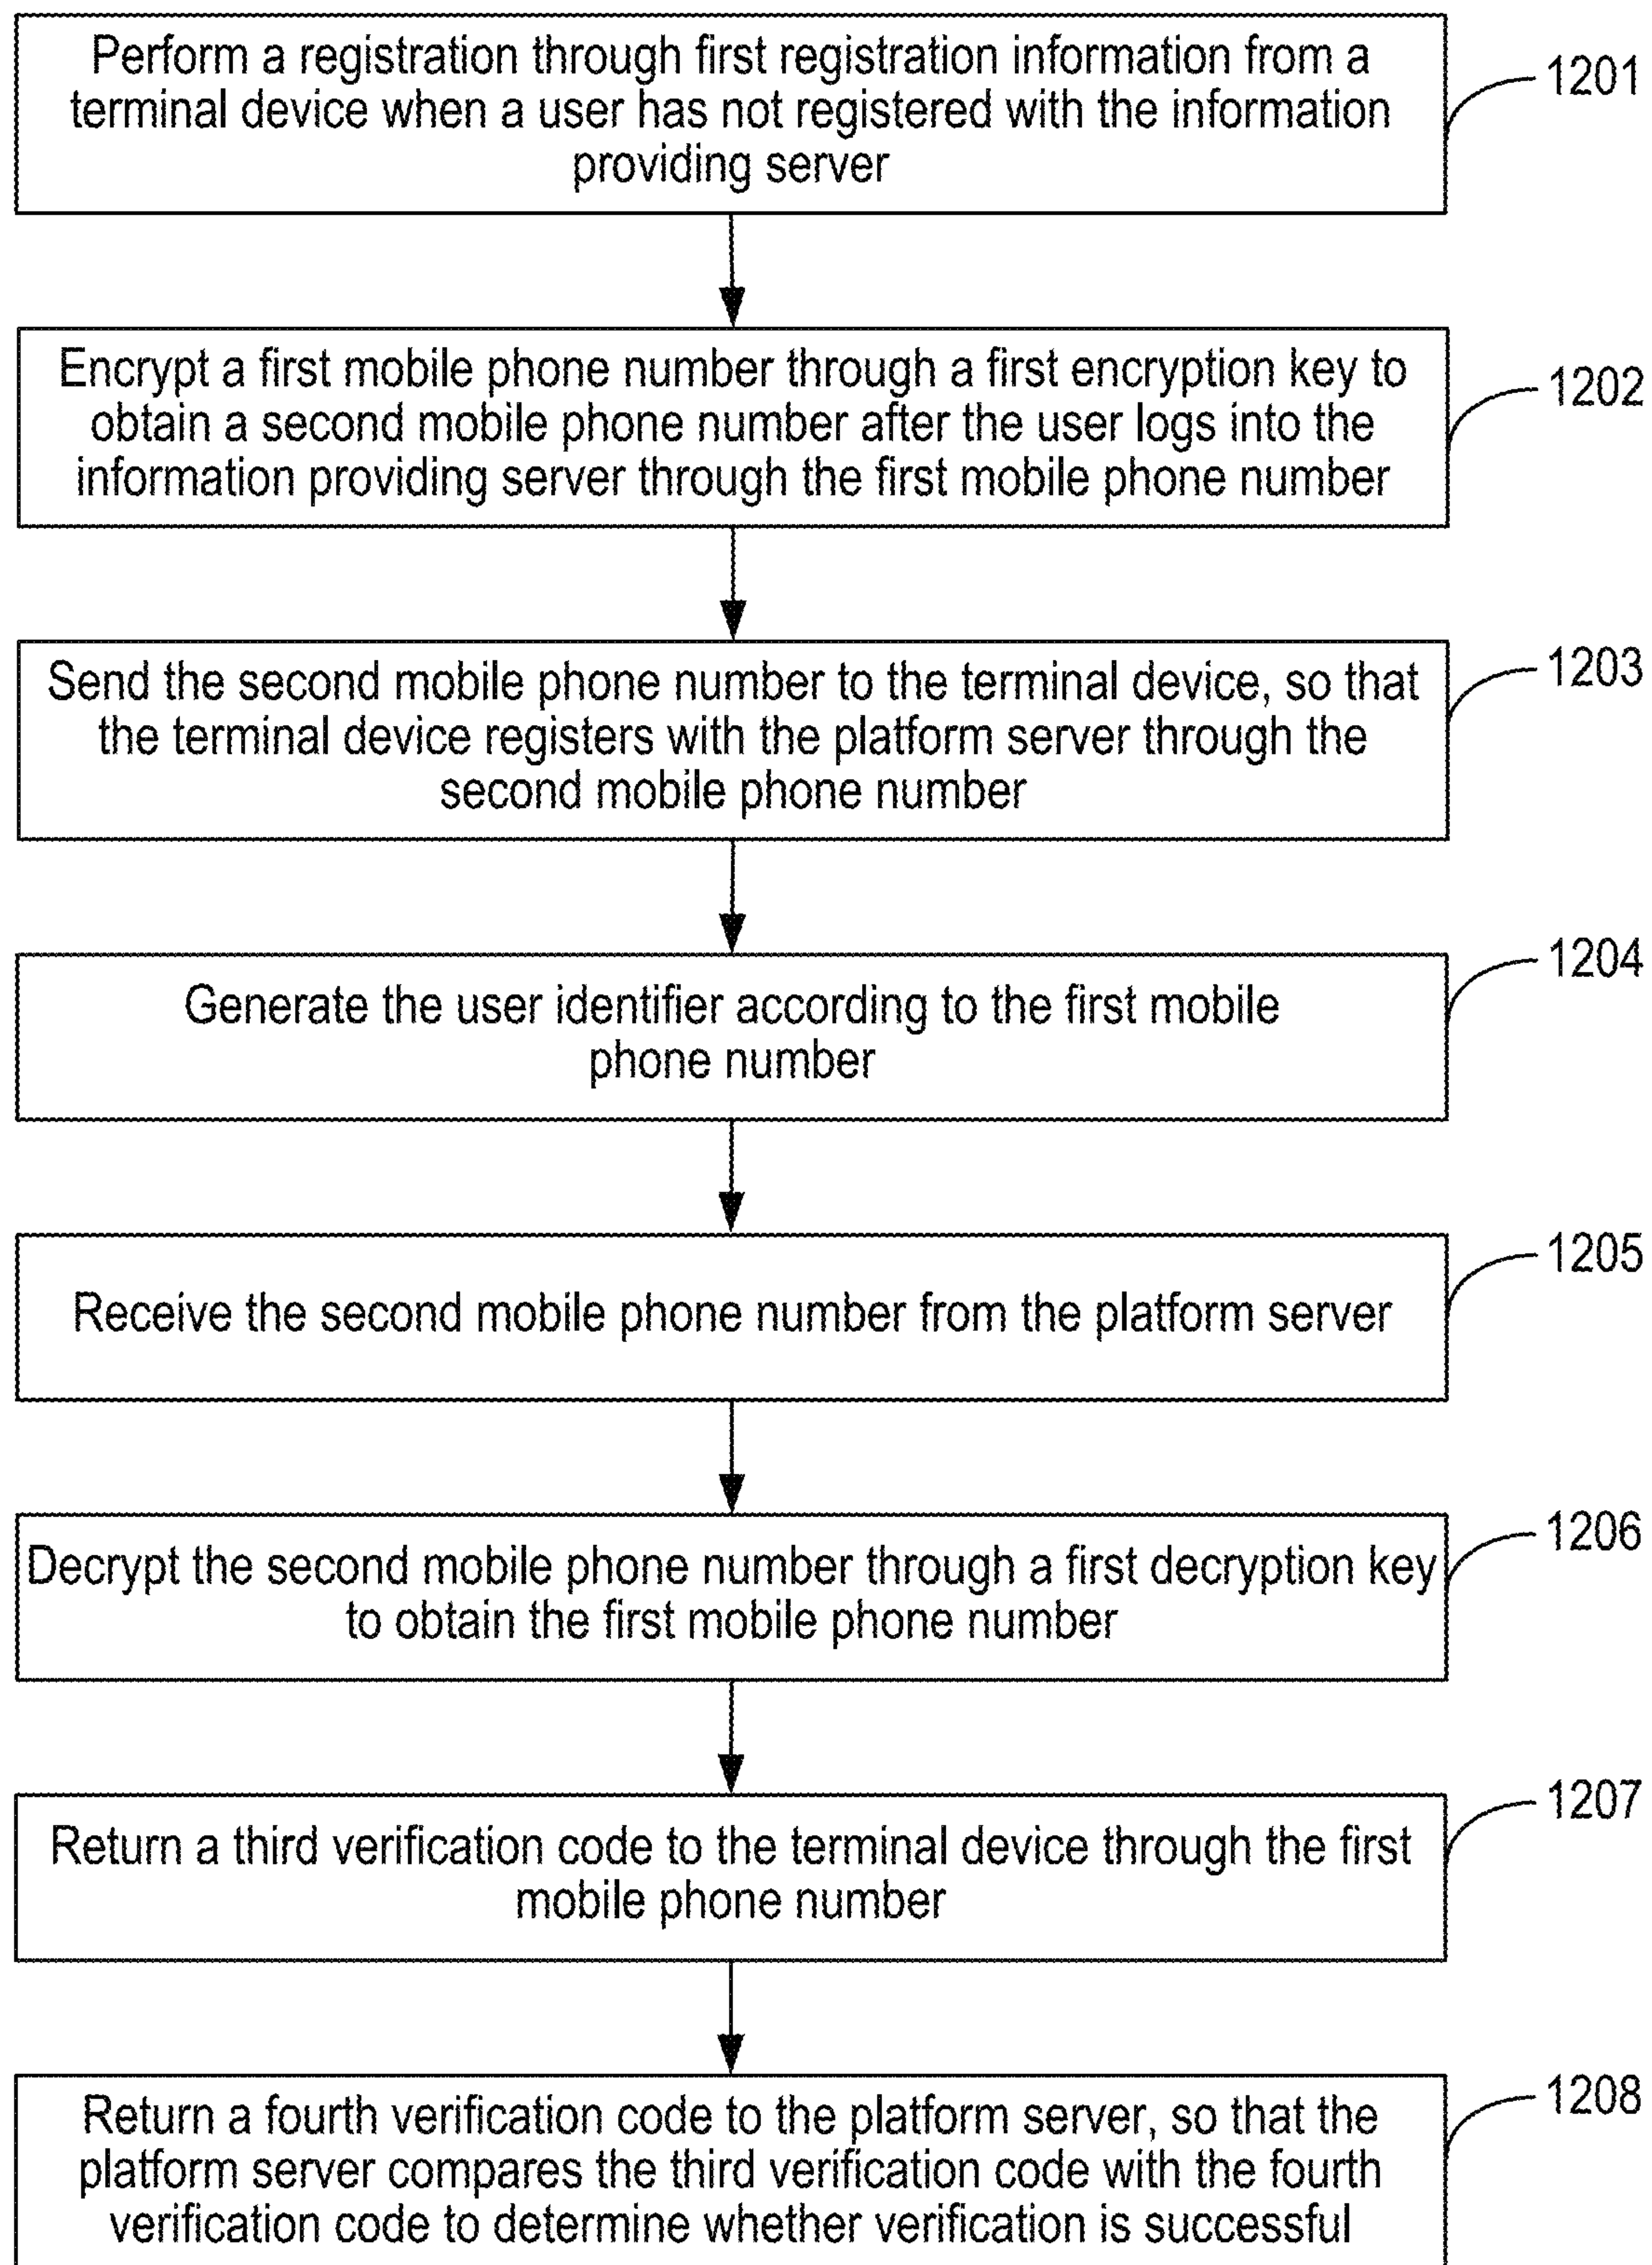 Perform a registration through first registration information from a
terminal device when a user has not registered with the information
providing server
1201
Encrypt a first mobile phone number through a first encryption key to
obtain a second mobile phone number after the user logs into the
information providing server through the first mobile phone number
1202
Send the second mobile phone number to the terminal device, so that
the terminal device registers with the platform server through the
second mobile phone number
1203
Generate the user identifier according to the first mobile
phone number
1204
Receive the second mobile phone number from the platform server
1205
Decrypt the second mobile phone number through a first decryption key
to obtain the first mobile phone number
1206
Return a third verification code to the terminal device through the first
mobile phone number
1207
Return a fourth verification code to the platform server, so that the
platform server compares the third verification code with the fourth
verification code to determine whether verification is successful
1208